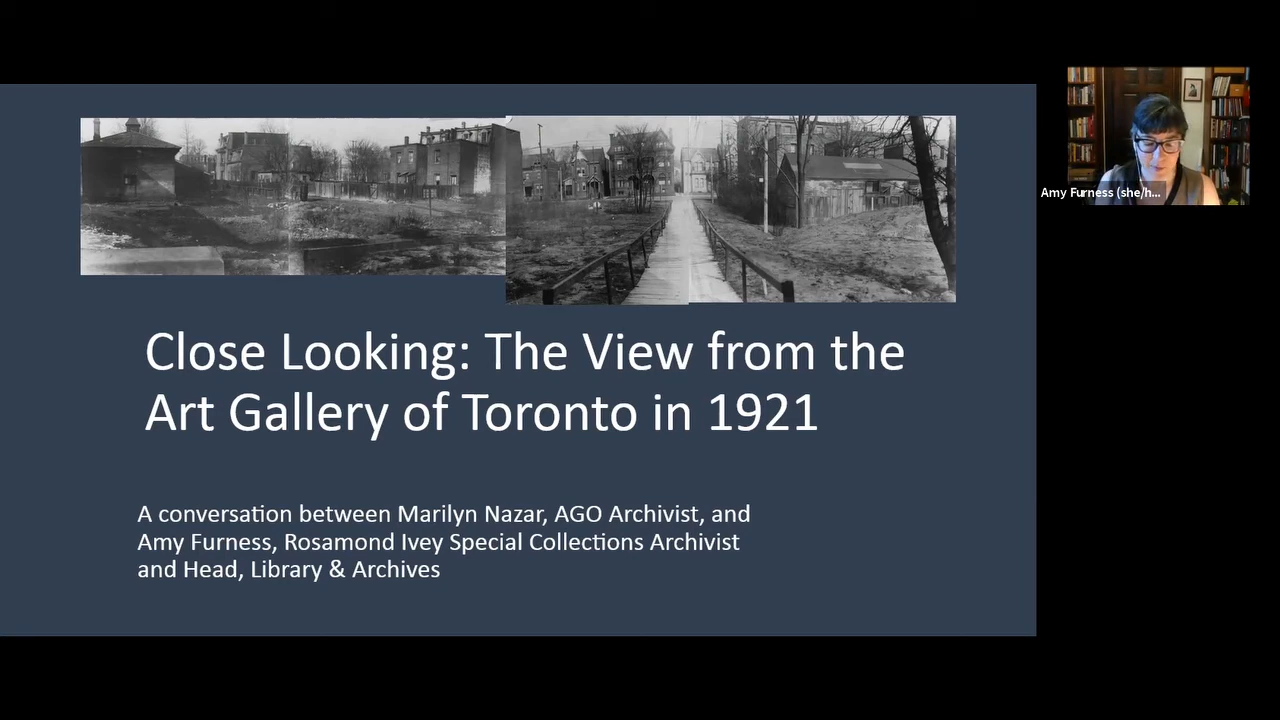 Amy Furness (she/h...
Close Looking: The View from the
Art Gallery of Toronto in 1921
A conversation between Marilyn Nazar, AGO Archivist, and
Amy Furness, Rosamond Ivey Special Collections Archivist
and Head, Library & Archives